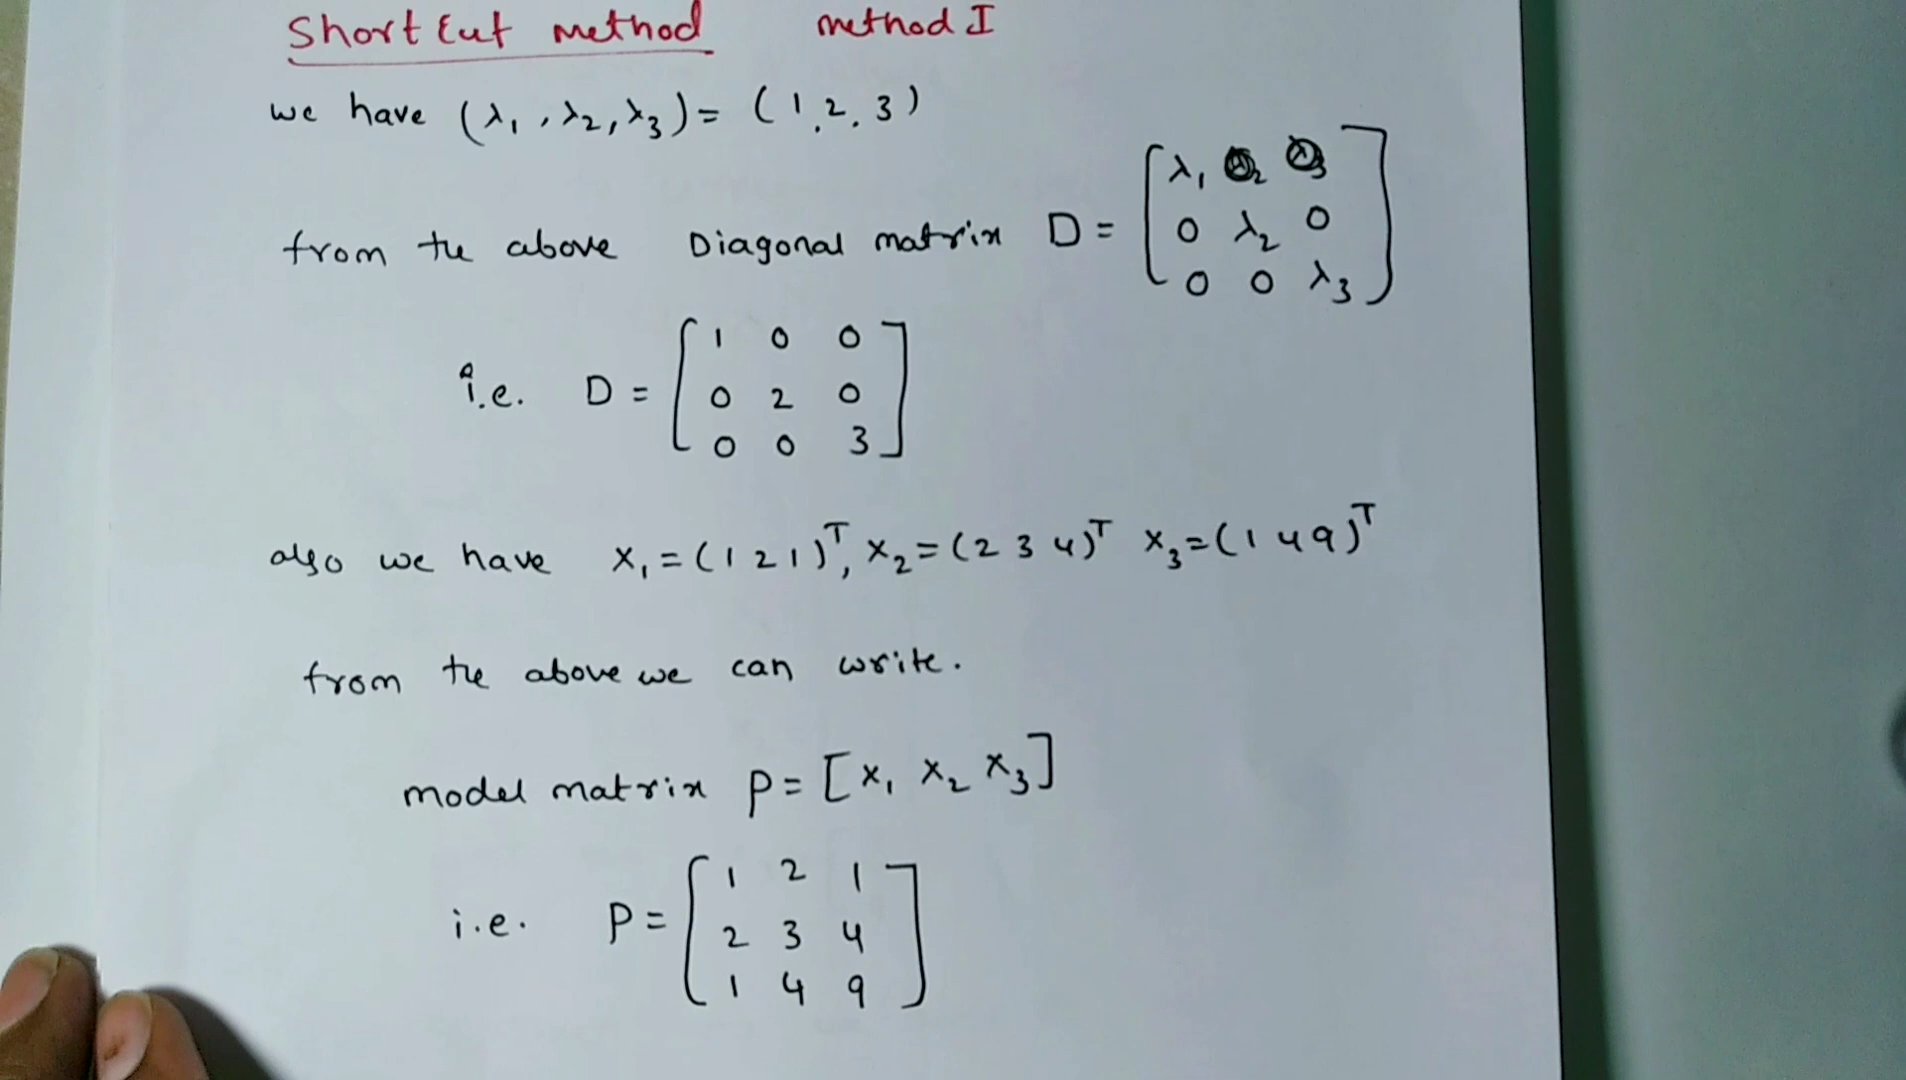 Shortcut method method I
we have (λ₁, λ₂, λ₃) = (1, 2, 3)
from the above Diagonal matrix D = [λ₁ 0 0
0 λ₂ 0
0 0 λ₃]
i.e. D = [1 0 0
0 2 0
0 0 3]
also we have x₁ = (1 2 1)ᵀ, x₂ = (2 3 4)ᵀ x₃ = (1 4 9)ᵀ
from the above we can write.
model matrix P = [x₁ x₂ x₃]
i.e. P = [1 2 1
2 3 4
1 4 9]